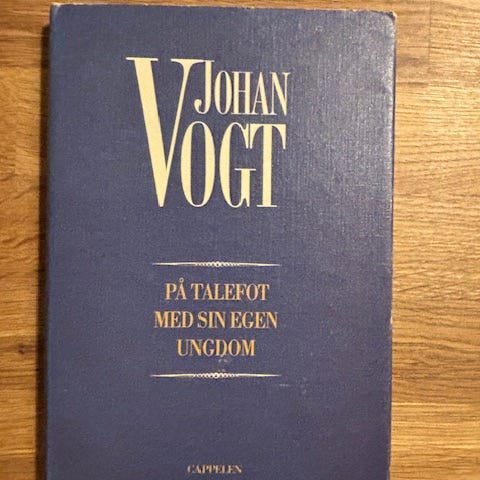 JOHAN
VOGT
PÅ TALEFOT
MED SIN EGEN
UNGDOM
CAPPELEN